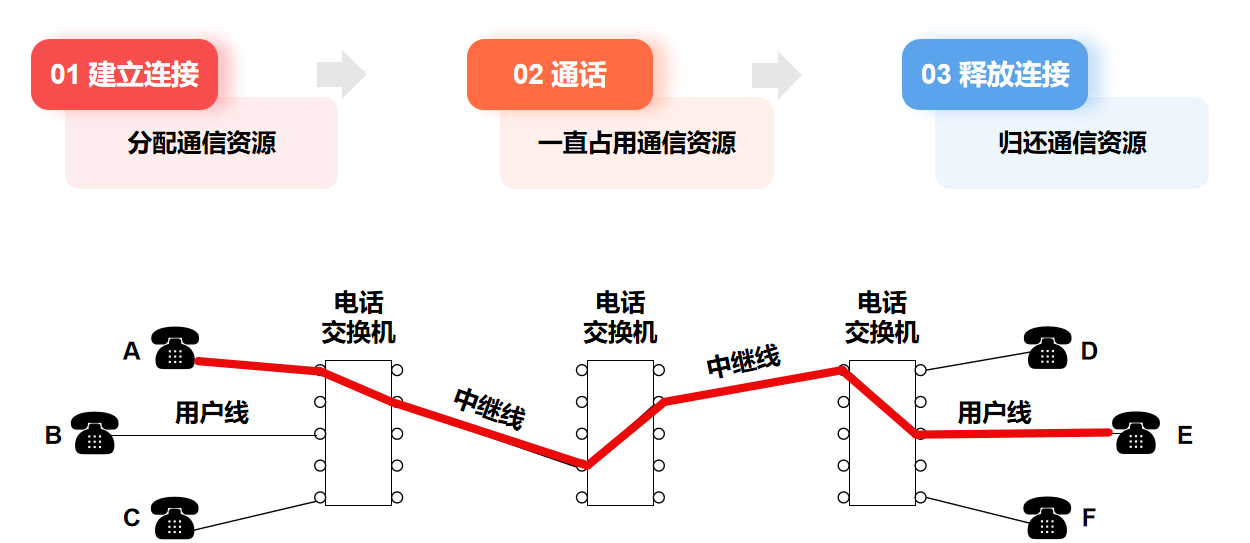 01 建立连接
02 通话
03 释放连接
分配通信资源
一直占用通信资源
归还通信资源
电话
交换机
电话
交换机
电话
交换机
A
中继线
中继线
D
B
用户线
用户线
E
C
F